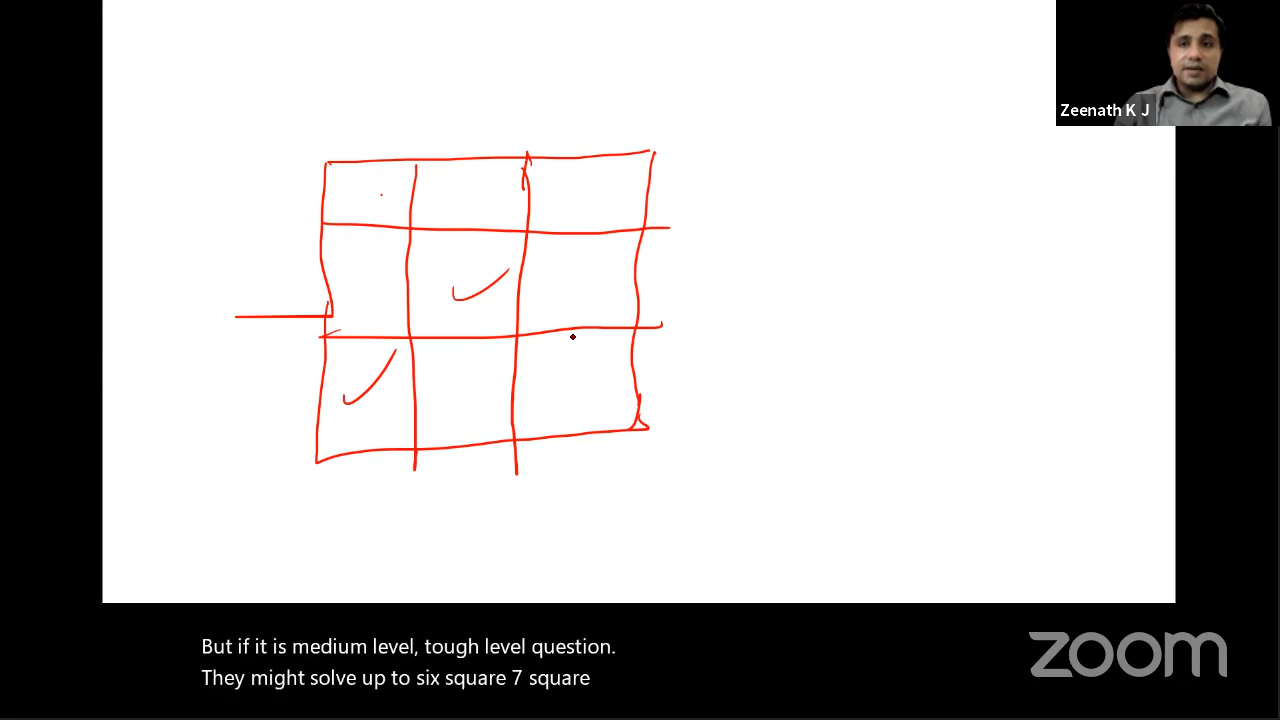 Zeenath K J
But if it is medium level, tough level question.
They might solve up to six square 7 square
zoom